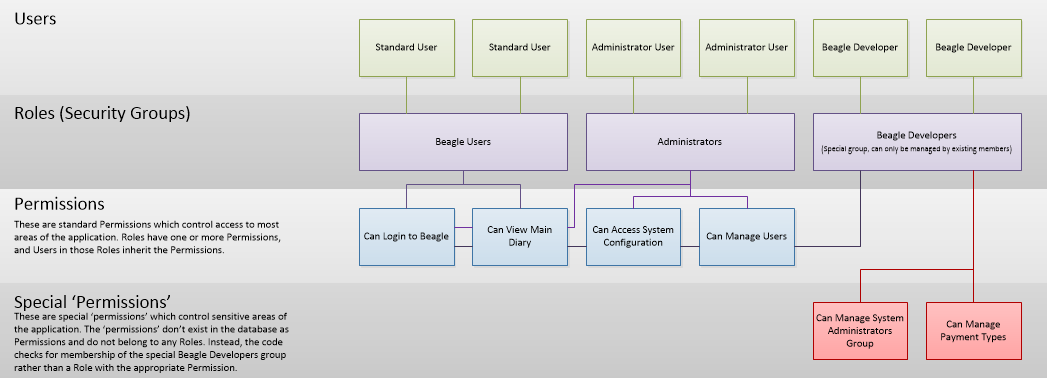 Users
Standard User
Standard User
Administrator User
Administrator User
Beagle Developer
Beagle Developer
Roles (Security Groups)
Beagle Users
Administrators
Beagle Developers
(Special group, can only be managed by existing members)
Permissions
These are standard Permissions which control access to most
areas of the application. Roles have one or more Permissions,
and Users in those Roles inherit the Permissions.
Can Login to Beagle
Can View Main
Diary
Can Access System
Configuration
Can Manage Users
Special ‘Permissions’
These are special ‘permissions’ which control sensitive areas of
the application. The ‘permissions’ don’t exist in the database as
Permissions and do not belong to any Roles. Instead, the code
checks for membership of the special Beagle Developers group
rather than a Role with the appropriate Permission.
Can Manage System
Administrators
Group
Can Manage
Payment Types